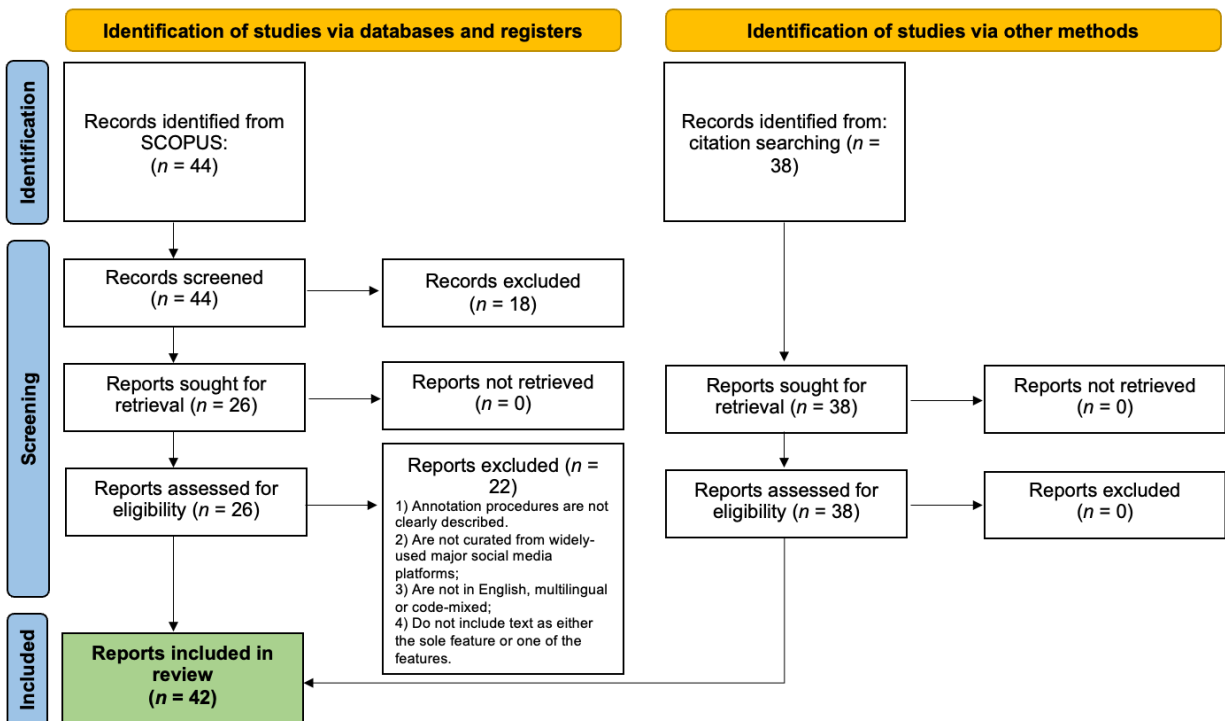 Identification of studies via databases and registers
Identification of studies via other methods
Identification
Records identified from
SCOPUS:
(n = 44)
Records identified from:
citation searching (n =
38)
Screening
Records screened
(n = 44)
Records excluded
(n = 18)
Reports sought for
retrieval (n = 26)
Reports not retrieved
(n = 0)
Reports sought for
retrieval (n = 38)
Reports not retrieved
(n = 0)
Reports assessed for
eligibility (n = 26)
Reports excluded (n =
22)
1) Annotation procedures are not
clearly described.
2) Are not curated from widely-
used major social media
platforms;
3) Are not in English, multilingual
or code-mixed;
4) Do not include text as either
the sole feature or one of the
features.
Reports assessed for
eligibility (n = 38)
Reports excluded
(n = 0)
Included
Reports included in
review
(n = 42)